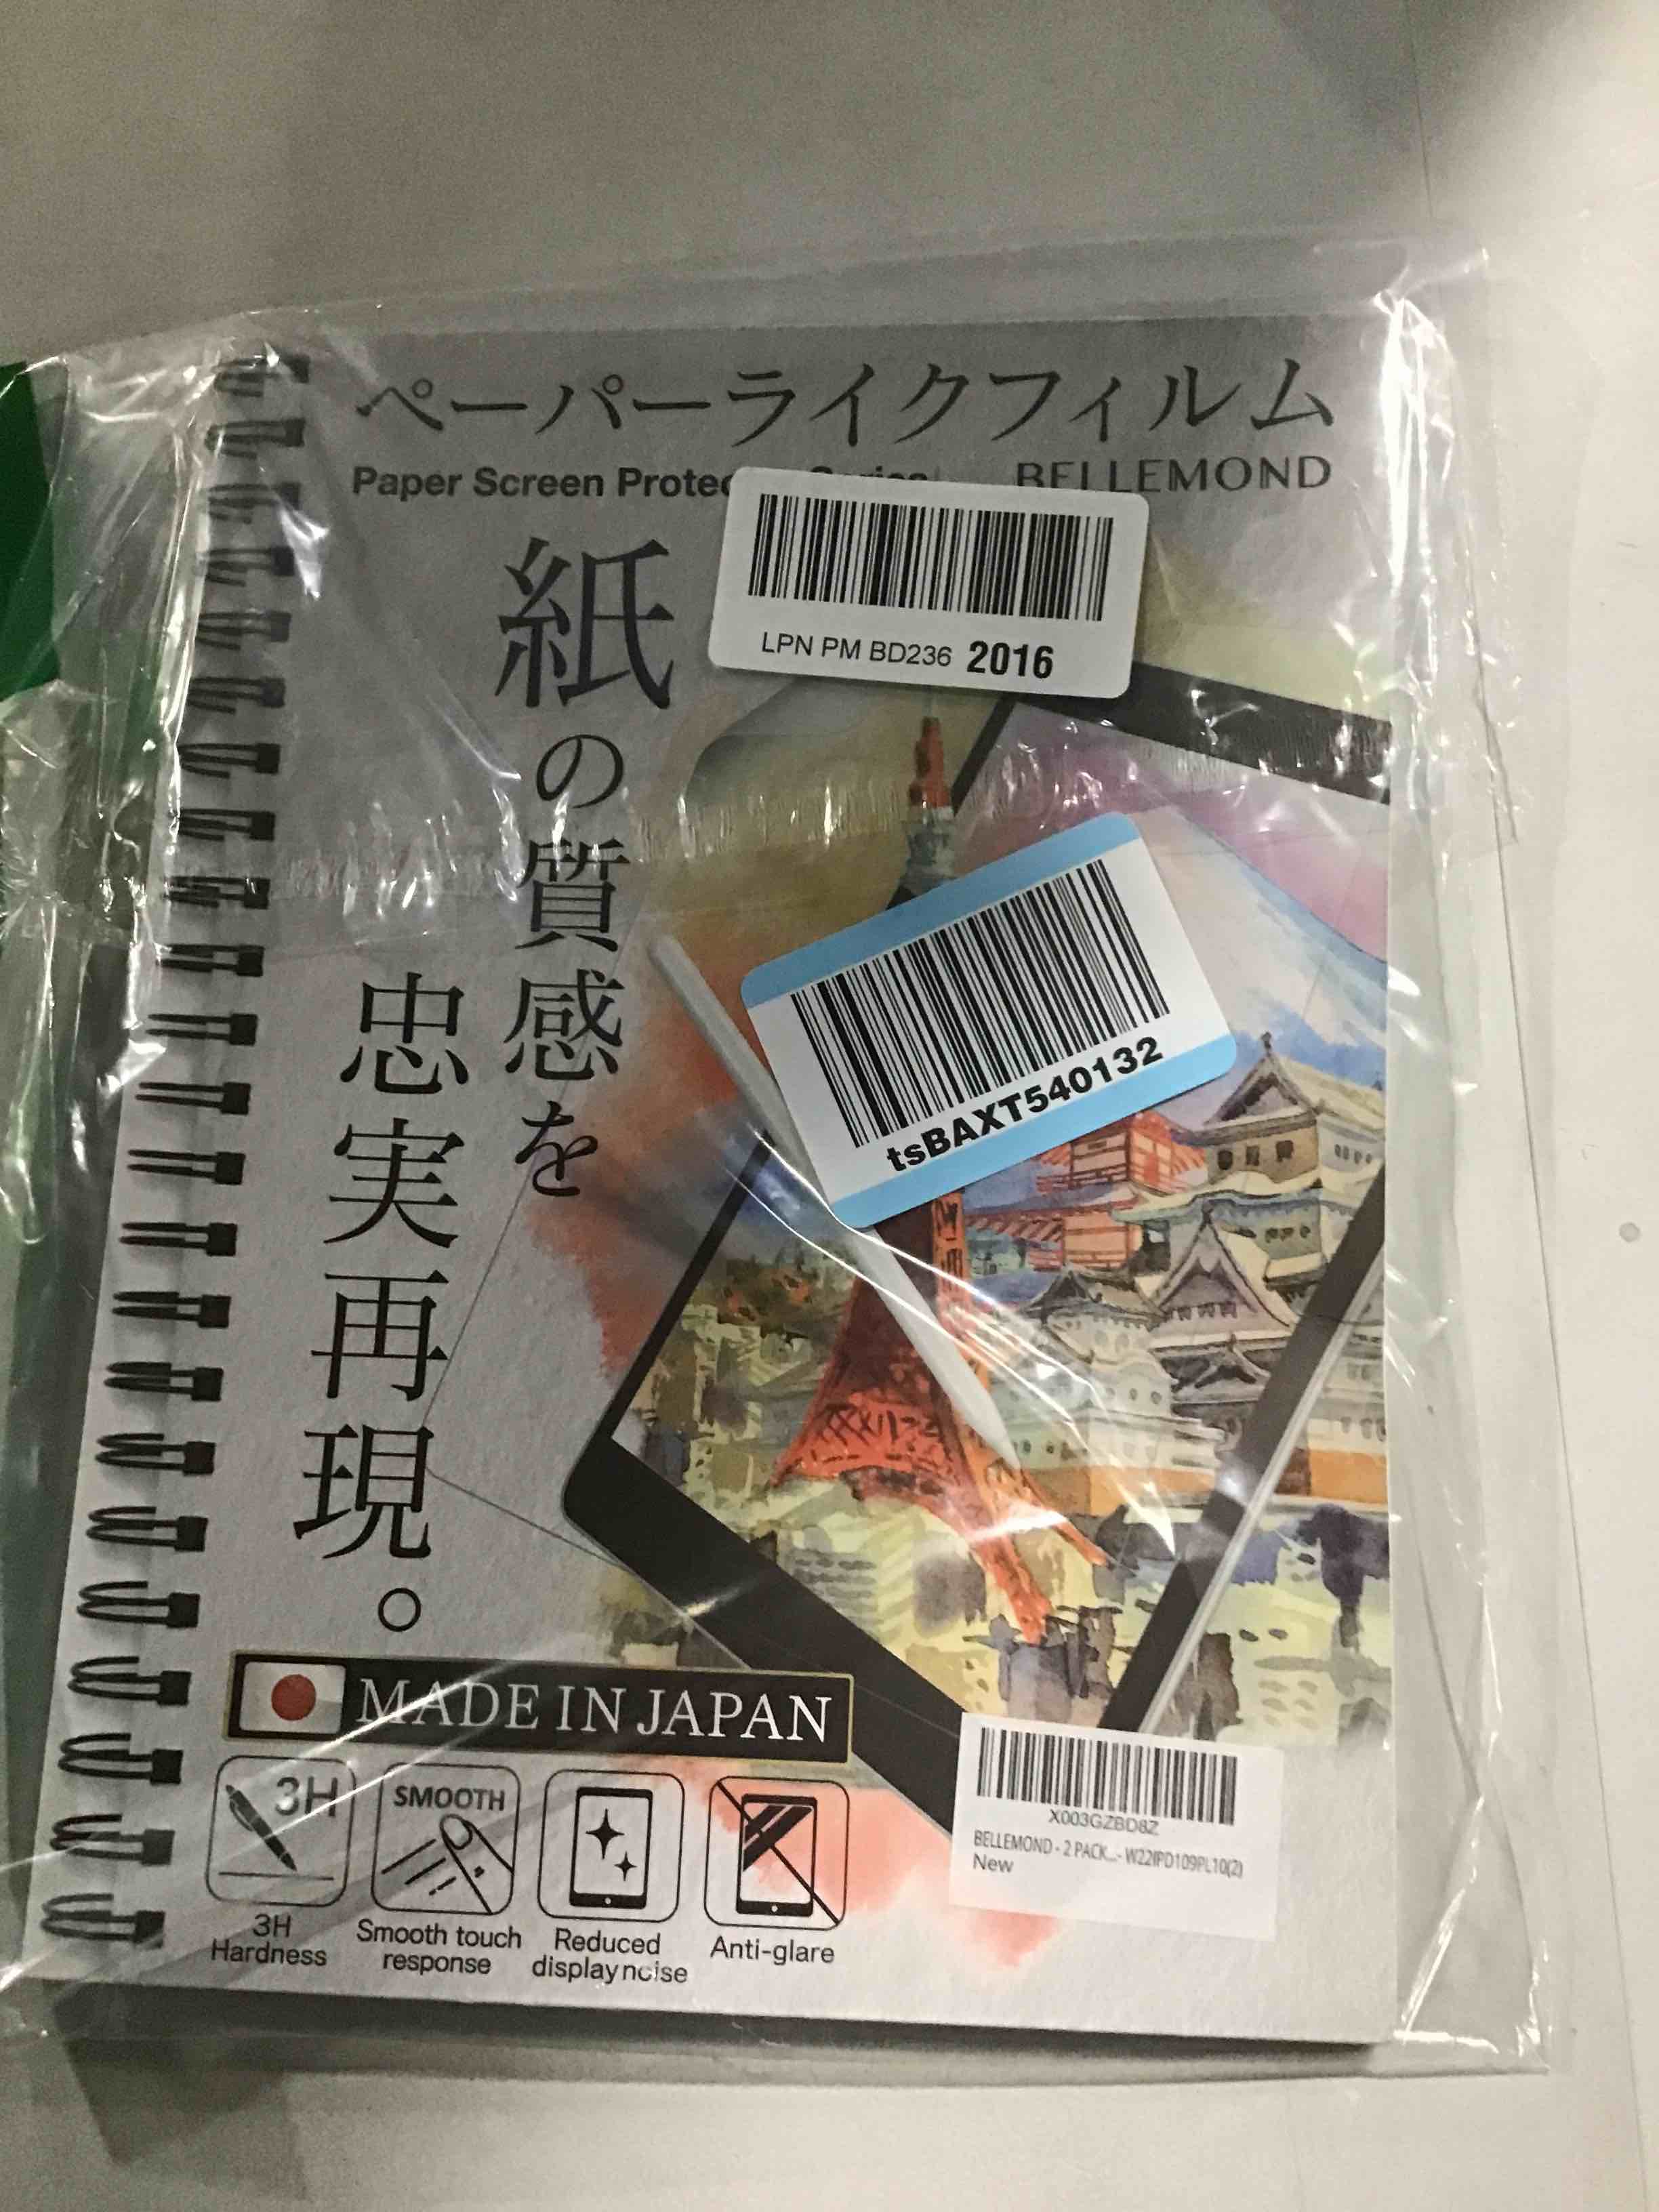 ペーパーライクフィルム
Paper Screen BELLEMOND
紙の質感を
忠実再現。
LPN PM BD236 2016
tsBAXT540132
MADE IN JAPAN
3H
SMOOTH
3H
Hardness
Smooth touch
response
Reduced
display noise
Anti-glare
X003GZBD8Z
BELLEMOND - 2 PACK...- W22IPD109PL10(2)
New